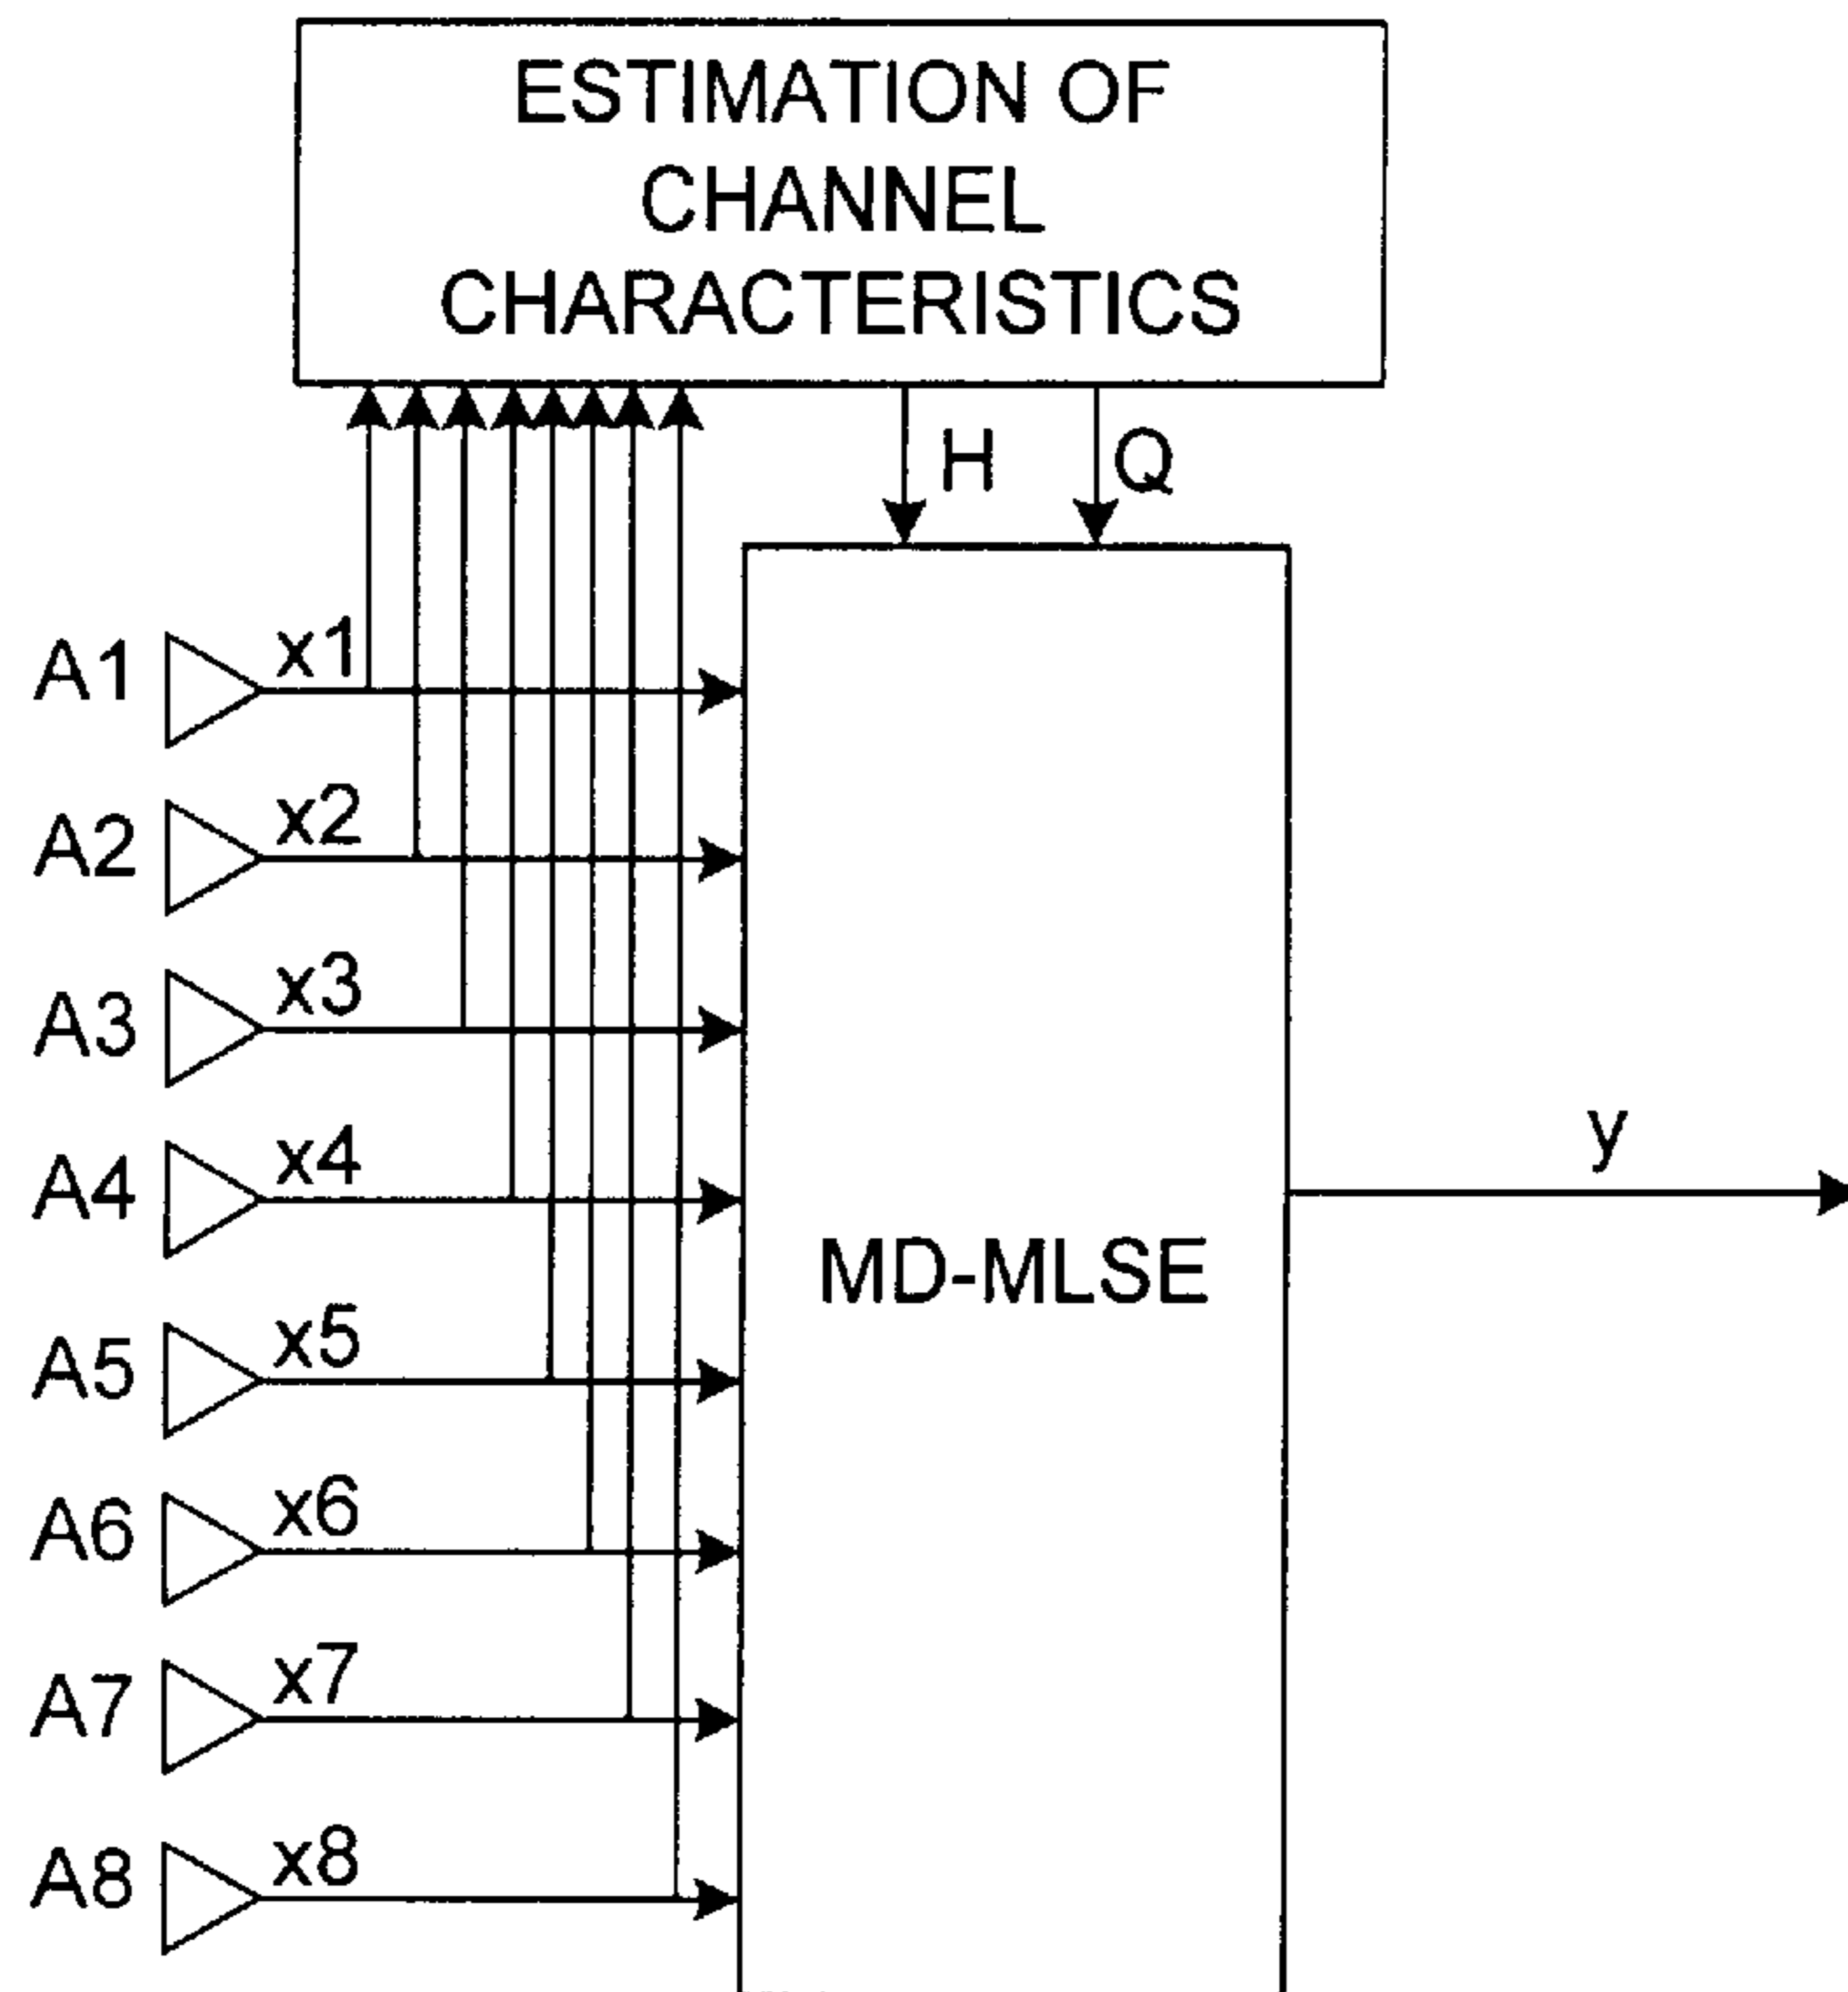 ESTIMATION OF
CHANNEL
CHARACTERISTICS
H
Q
A1
x1
A2
x2
A3
x3
A4
x4
y
MD-MLSE
A5
x5
A6
x6
A7
x7
A8
x8